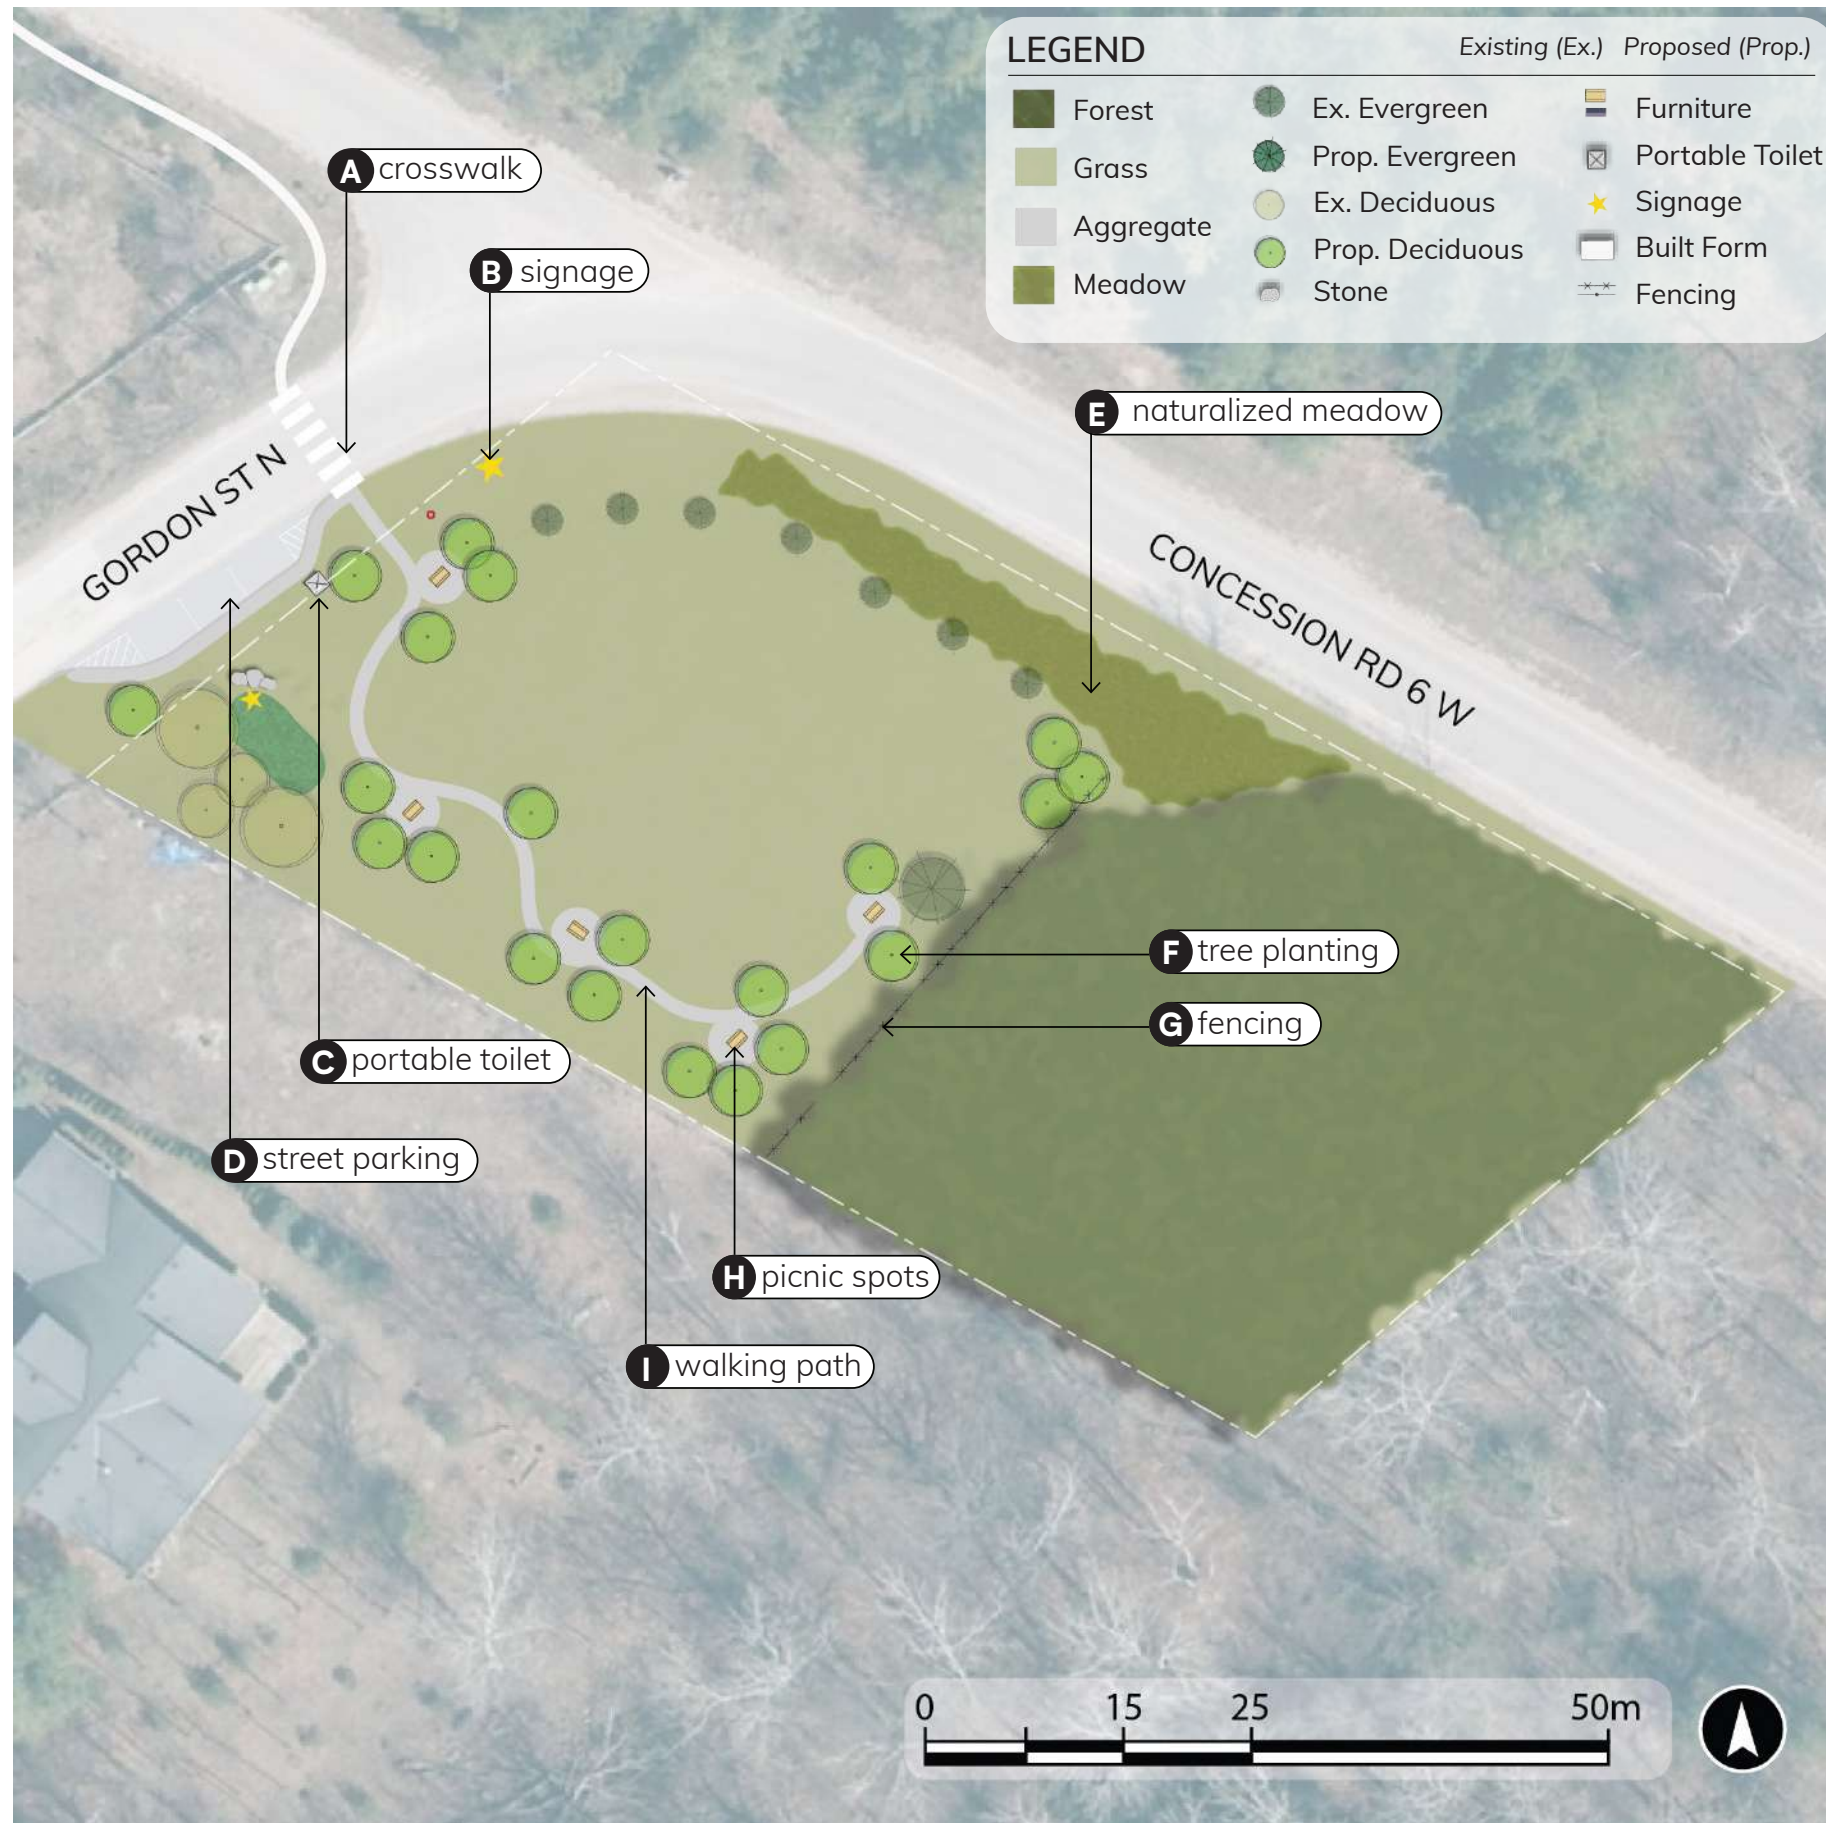 LEGEND
Existing (Ex.) Proposed (Prop.)
Forest
Grass
Aggregate
Meadow
Ex. Evergreen
Prop. Evergreen
Ex. Deciduous
Prop. Deciduous
Stone
Furniture
Portable Toilet
Signage
Built Form
Fencing
A crosswalk
B signage
E naturalized meadow
GORDON ST N
CONCESSION RD 6 W
F tree planting
G fencing
C portable toilet
D street parking
H picnic spots
I walking path
0 15 25 50m